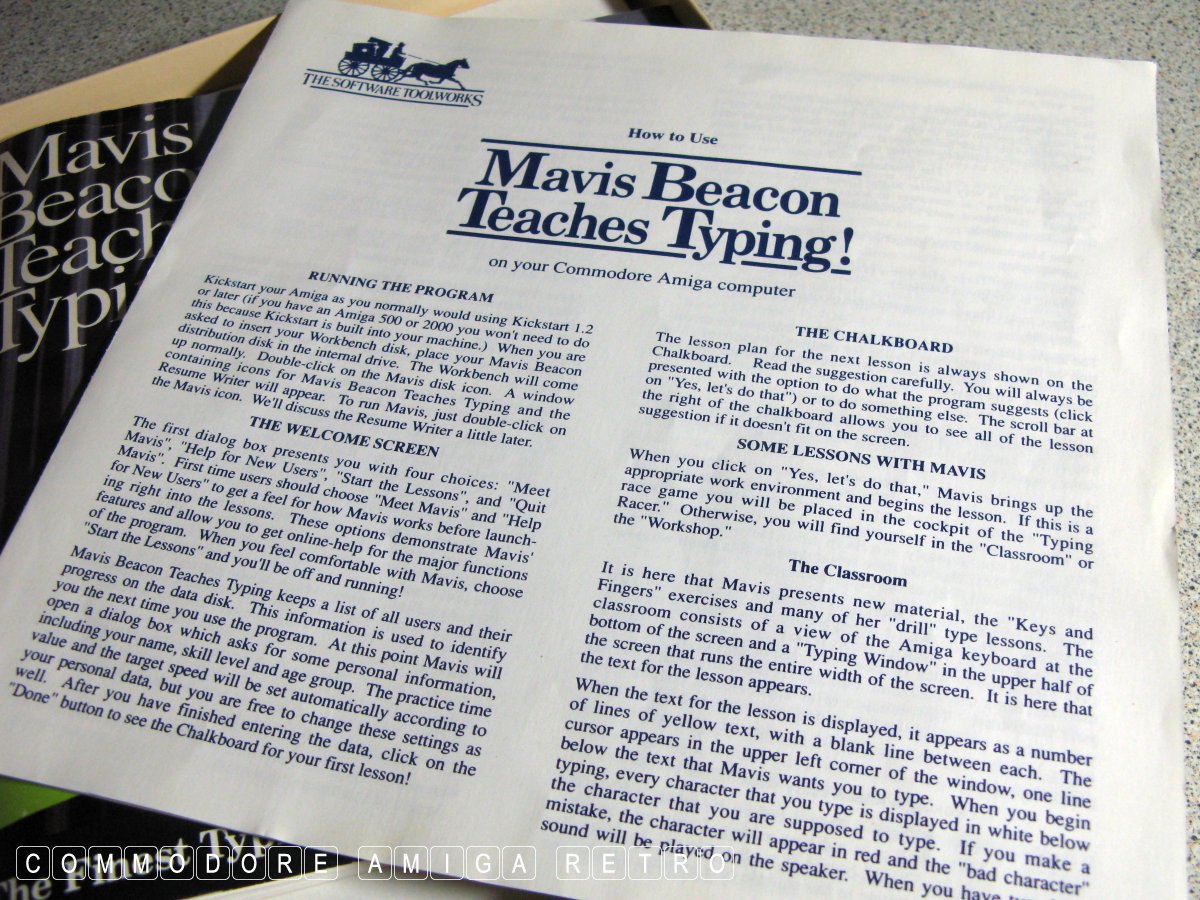 THE SOFTWARE TOOLWORKS
How to Use
Mavis Beacon
Teaches Typing!
on your Commodore Amiga computer
RUNNING THE PROGRAM
Kickstart your Amiga as you normally would using Kickstart 1.2
or later (if you have an Amiga 500 or 2000 you won't need to do
this because Kickstart is built into your machine.) When you are
asked to insert your Workbench disk, place your Mavis Beacon
distribution disk in the internal drive. The Workbench will come
up normally. Double-click on the Mavis disk icon. A window
containing icons for Mavis Beacon Teaches Typing and the
Resume Writer will appear. To run Mavis, just double-click on
the Mavis icon. We'll discuss the Resume Writer a little later.
THE WELCOME SCREEN
The first dialog box presents you with four choices: "Meet
Mavis", "Help for New Users", "Start the Lessons", and "Quit
Mavis". First time users should choose "Meet Mavis" and "Help
for New Users" to get a feel for how Mavis works before launch-
ing right into the lessons. These options demonstrate Mavis'
features and allow you to get online-help for the major functions
of the program. When you feel comfortable with Mavis, choose
"Start the Lessons" and you'll be off and running!
Mavis Beacon Teaches Typing keeps a list of all users and their
progress on the data disk. This information is used to identify
you the next time you use the program. At this point Mavis will
open a dialog box which asks for some personal information,
including your name, skill level and age group. The practice time
value and the target speed will be set automatically according to
your personal data, but you are free to change these settings as
well. After you have finished entering the data, click on the
"Done" button to see the Chalkboard for your first lesson!
THE CHALKBOARD
The lesson plan for the next lesson is always shown on the
Chalkboard. Read the suggestion carefully. You will always be
presented with the option to do what the program suggests (click
on "Yes, let's do that") or to do something else. The scroll bar at
the right of the chalkboard allows you to see all of the lesson
suggestion if it doesn't fit on the screen.
SOME LESSONS WITH MAVIS
When you click on "Yes, let's do that," Mavis brings up the
appropriate work environment and begins the lesson. If this is a
race game you will be placed in the cockpit of the "Typing
Racer." Otherwise, you will find yourself in the "Classroom" or
the "Workshop."
The Classroom
It is here that Mavis presents new material, the "Keys and
Fingers" exercises and many of her "drill" type lessons. The
classroom consists of a view of the Amiga keyboard at the
bottom of the screen and a "Typing Window" in the upper half of
the screen that runs the entire width of the screen. It is here that
the text for the lesson appears.
When the text for the lesson is displayed, it appears as a number
of lines of yellow text, with a blank line between each. The
cursor appears in the upper left corner of the window, one line
below the text that Mavis wants you to type. When you begin
typing, every character that you type is displayed in white below
the character that you are supposed to type. If you make a
mistake, the character will appear in red and the "bad character"
sound will be played on the speaker. When you have
Mavis
Beaco
Teach
Typi
The Finest Typ
COMMODORE AMIGA RETRO